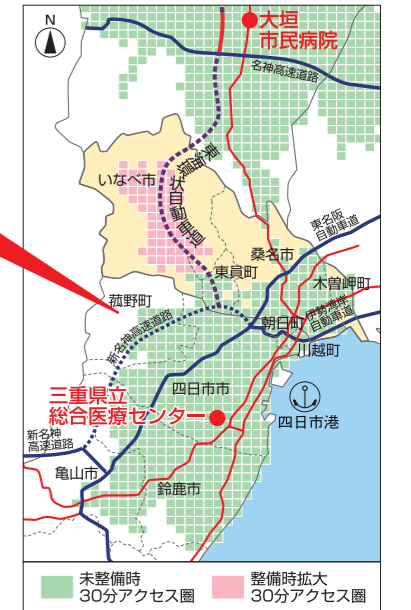 N
大垣
市民病院
名神高速道路
東海環状自動車道
いなべ市
東名阪
自動車道
桑名市
東員町
木曽岬町
菰野町
伊勢湾岸
自動車道
朝日町
新名神高速道路
川越町
四日市市
三重県立
総合医療センター
四日市港
新名神
高速道路
亀山市
鈴鹿市
未整備時
30分アクセス圏
整備時拡大
30分アクセス圏